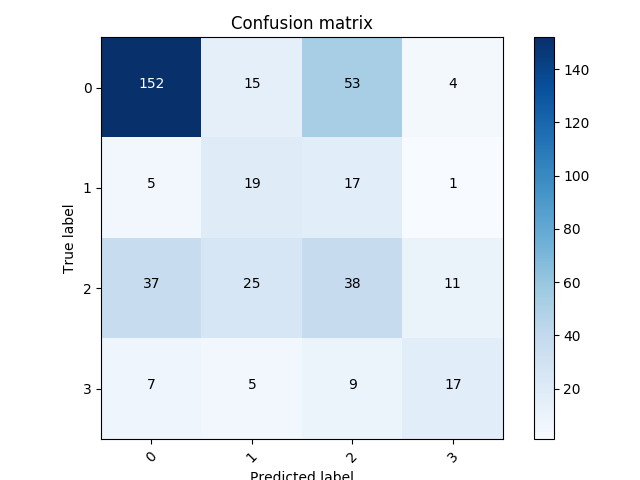 Confusion matrix
0 152 15 53 4
1 5 19 17 1
2 37 25 38 11
3 7 5 9 17
0 1 2 3
True label
Predicted label
140
120
100
80
60
40
20